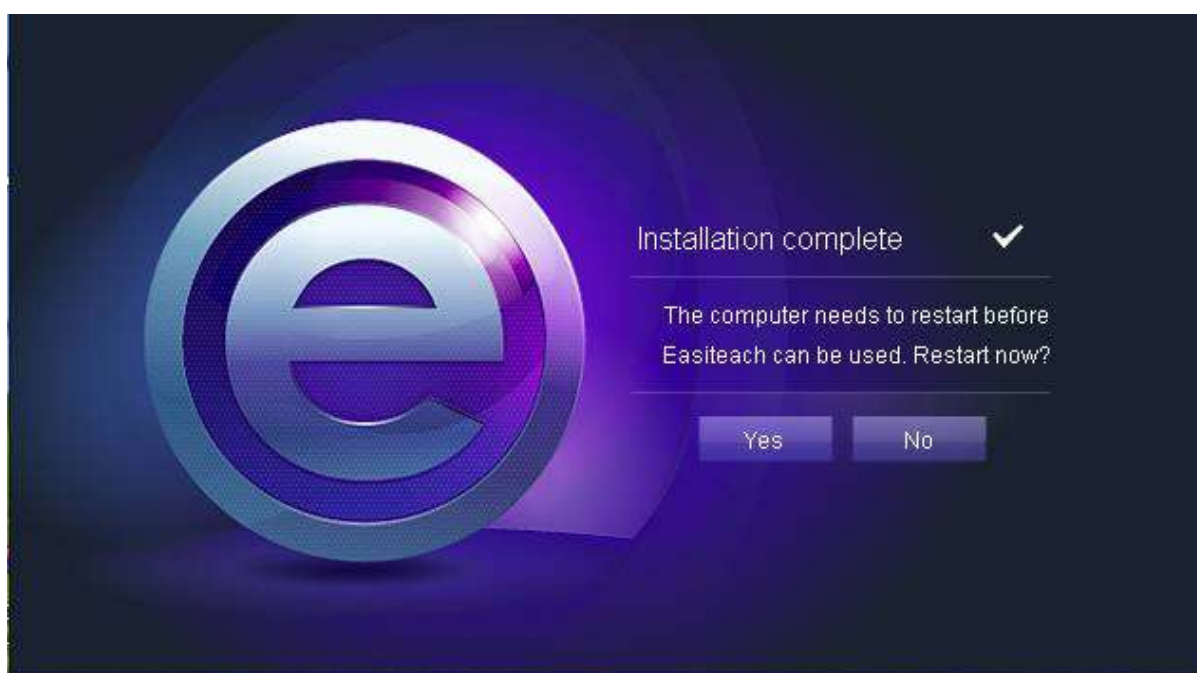 e
Installation complete
The computer needs to restart before
Easiteach can be used. Restart now?
Yes No